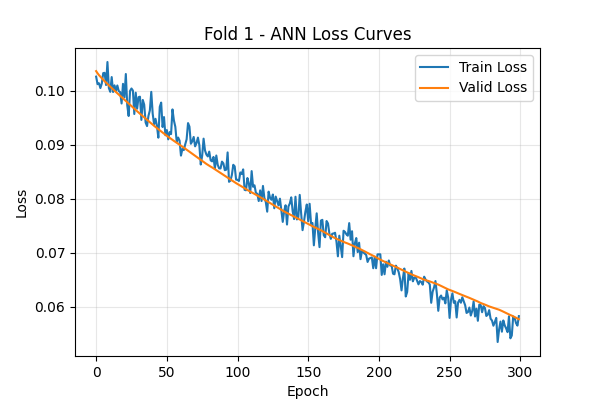 Fold 1 - ANN Loss Curves
Train Loss
Valid Loss
0.10
0.09
0.08
0.07
0.06
Loss
0 50 100 150 200 250 300
Epoch